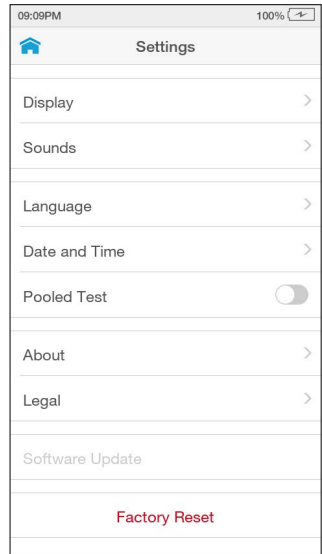 09:09PM 100%
Settings
Display
Sounds
Language
Date and Time
Pooled Test
About
Legal
Software Update
Factory Reset